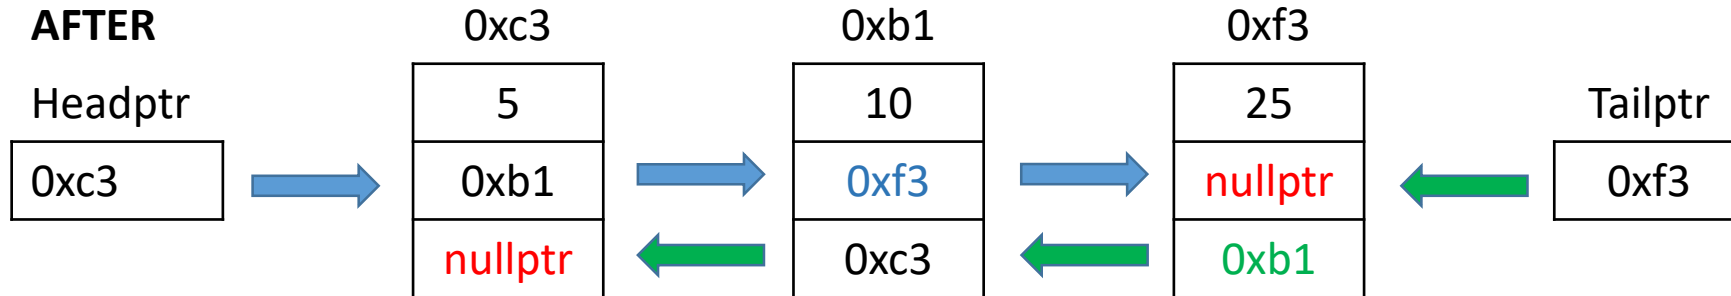 AFTER 0xc3 0xb1 0xf3
Headptr 5 10 25 Tailptr
0xc3 0xb1 0xf3 nullptr 0xf3
nullptr 0xc3 0xb1